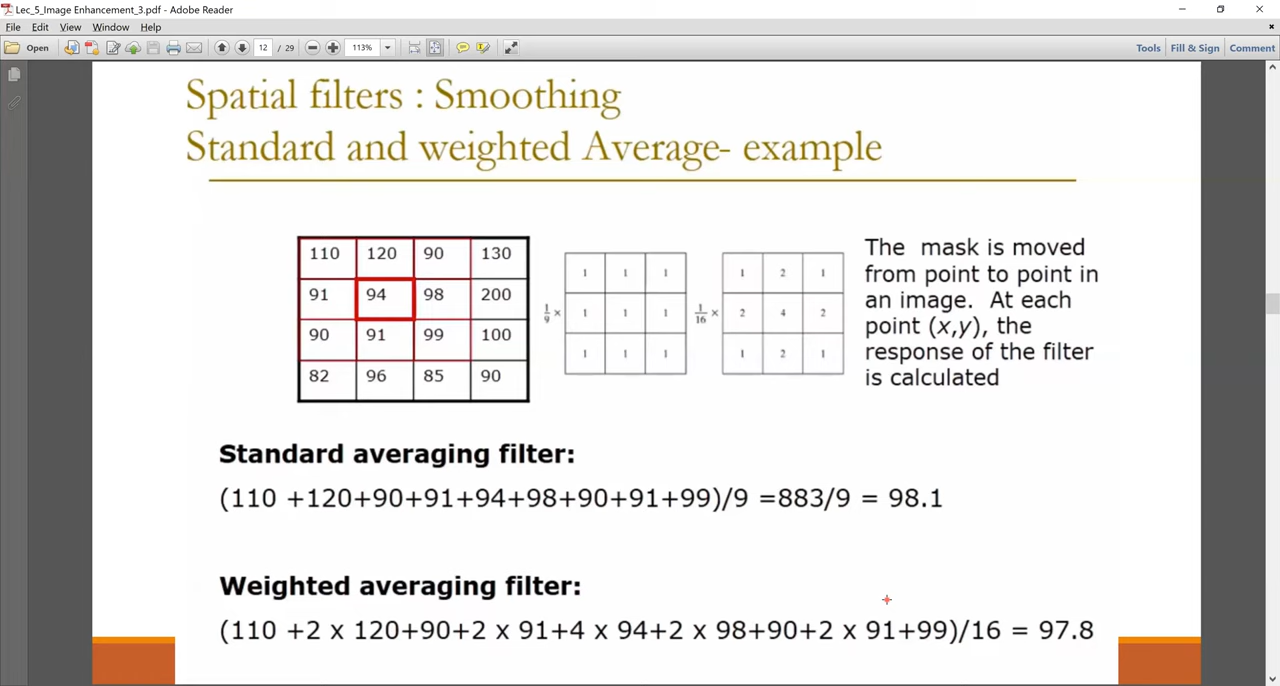 Lec_5_Image Enhancement_3.pdf - Adobe Reader
File Edit View Window Help
Open 12 / 29 113% Tools Fill & Sign Comment
Spatial filters : Smoothing
Standard and weighted Average- example
110 120 90 130
91 94 98 200
90 91 99 100
82 96 85 90
1/9 ×
1 1 1
1 1 1
1 1 1
1/16 ×
1 2 1
2 4 2
1 2 1
The mask is moved
from point to point in
an image. At each
point (x,y), the
response of the filter
is calculated
Standard averaging filter:
(110 +120+90+91+94+98+90+91+99)/9 =883/9 = 98.1
Weighted averaging filter:
(110 +2 x 120+90+2 x 91+4 x 94+2 x 98+90+2 x 91+99)/16 = 97.8